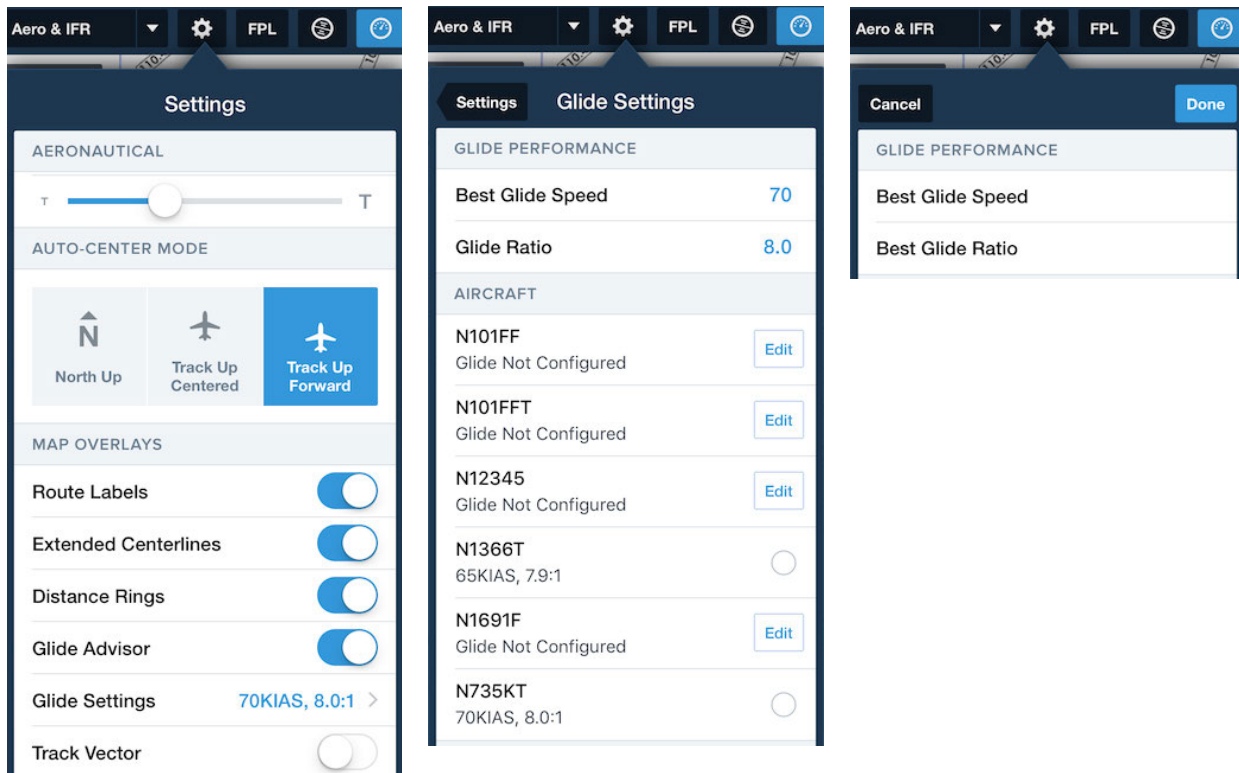 Aero & IFR FPL
Settings
AERONAUTICAL
T T
AUTO-CENTER MODE
N
North Up
Track Up
Centered
Track Up
Forward
MAP OVERLAYS
Route Labels
Extended Centerlines
Distance Rings
Glide Advisor
Glide Settings 70KIAS, 8.0:1
Track Vector
Aero & IFR FPL
110.
Settings Glide Settings
GLIDE PERFORMANCE
Best Glide Speed 70
Glide Ratio 8.0
AIRCRAFT
N101FF
Glide Not Configured Edit
N101FFT
Glide Not Configured Edit
N12345
Glide Not Configured Edit
N1366T
65KIAS, 7.9:1
N1691F
Glide Not Configured Edit
N735KT
70KIAS, 8.0:1
Aero & IFR FPL
Cancel Done
GLIDE PERFORMANCE
Best Glide Speed
Best Glide Ratio